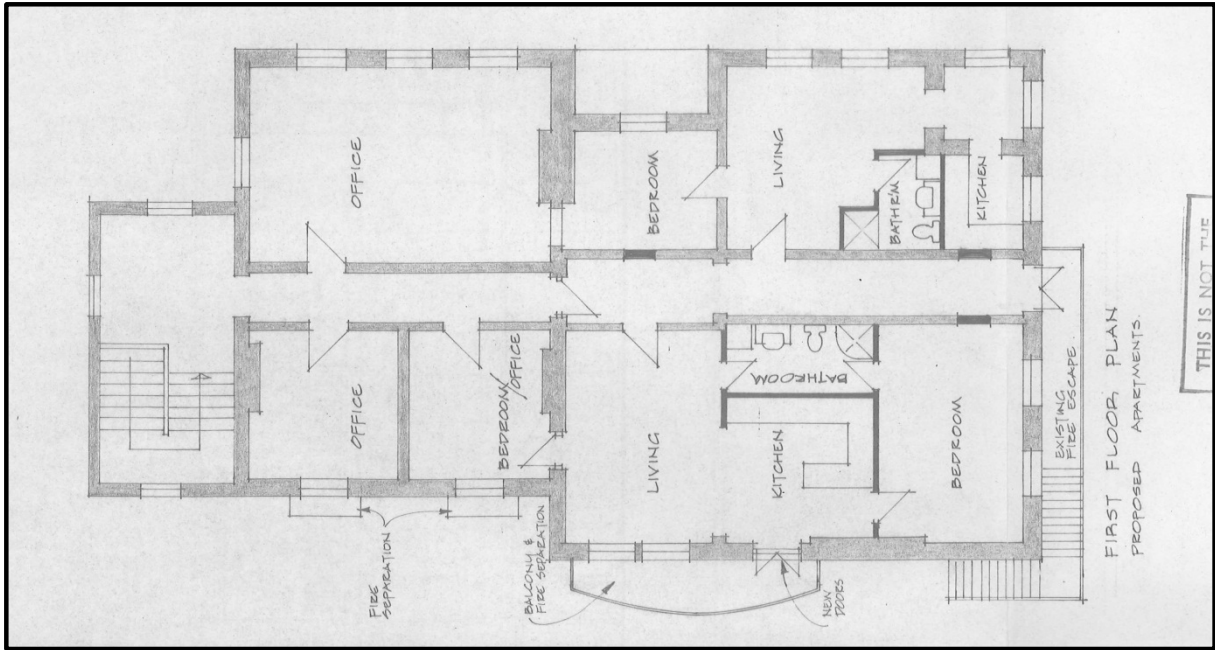 OFFICE
BEDROOM
LIVING
BATHR'M
KITCHEN
OFFICE
BEDROOM/
OFFICE
LIVING
KITCHEN
BATHROOM
BEDROOM
FIRE
SEPARATION
BALCONY &
FIRE SEPARATION
NEW
DOORS
EXISTING
FIRE ESCAPE.
FIRST FLOOR PLAN
PROPOSED APARTMENTS.
THIS IS NOT THE